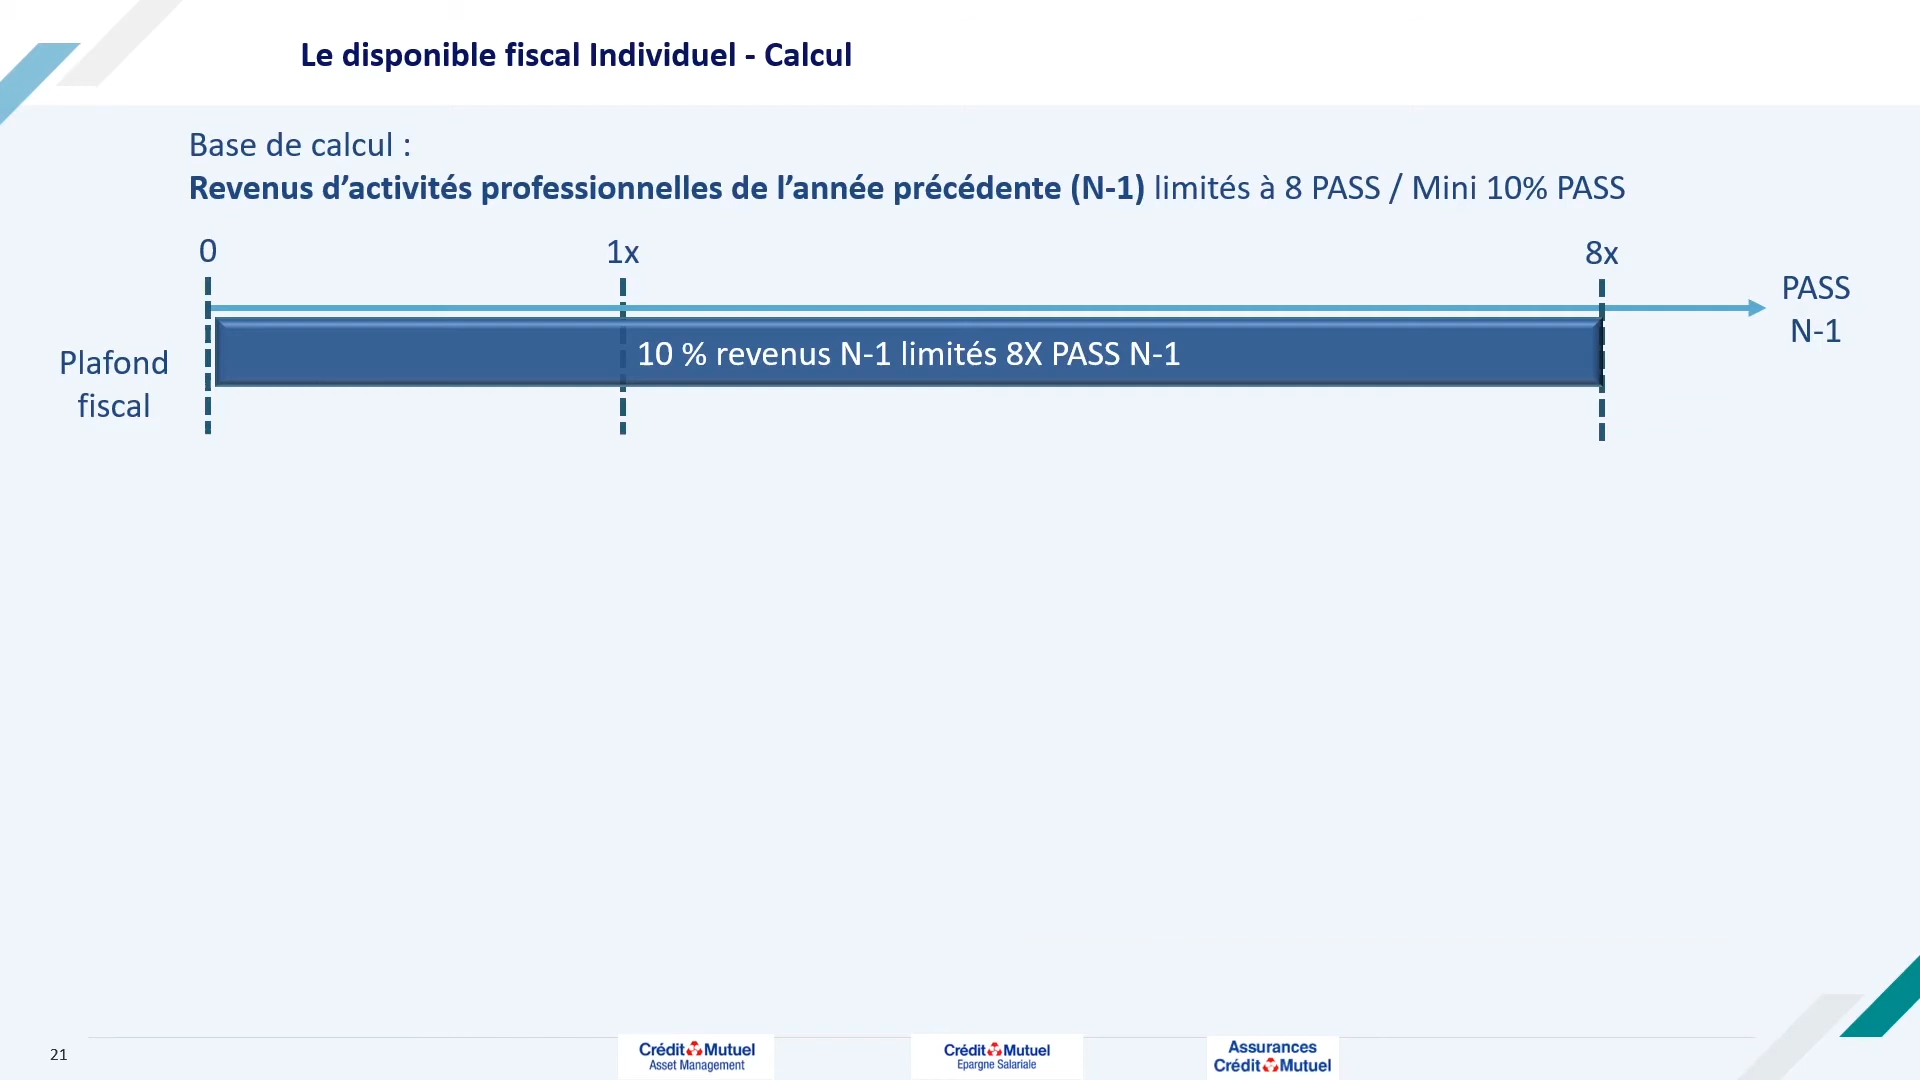 Le disponible fiscal Individuel - Calcul
Base de calcul :
Revenus d’activités professionnelles de l’année précédente (N-1) limités à 8 PASS / Mini 10% PASS
0
1x
8x
PASS
N-1
Plafond
fiscal
10 % revenus N-1 limités 8X PASS N-1
21
Crédit Mutuel
Asset Management
Crédit Mutuel
Epargne Salariale
Assurances
Crédit Mutuel